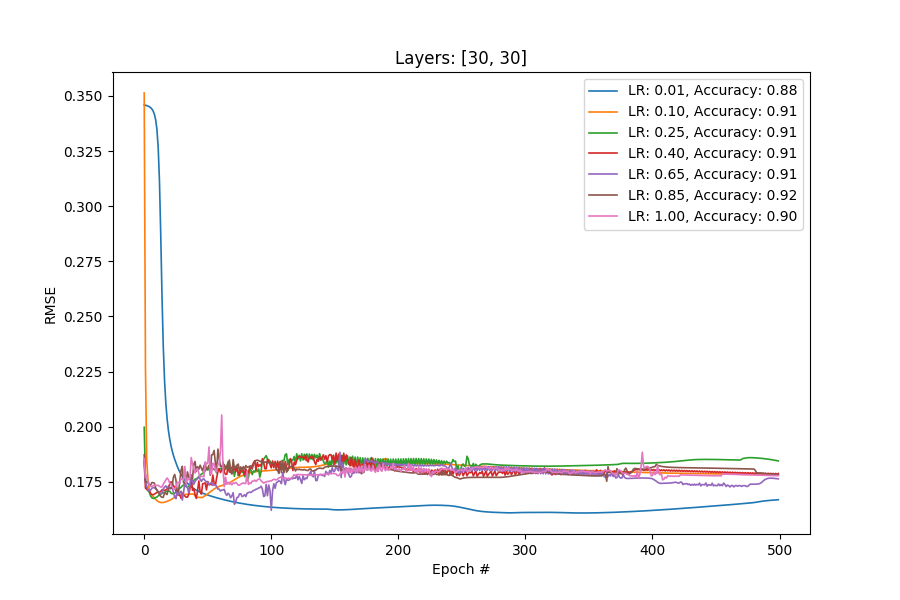 Layers: [30, 30]
LR: 0.01, Accuracy: 0.88
LR: 0.10, Accuracy: 0.91
LR: 0.25, Accuracy: 0.91
LR: 0.40, Accuracy: 0.91
LR: 0.65, Accuracy: 0.91
LR: 0.85, Accuracy: 0.92
LR: 1.00, Accuracy: 0.90
RMSE
0.350
0.325
0.300
0.275
0.250
0.225
0.200
0.175
0 100 200 300 400 500
Epoch #